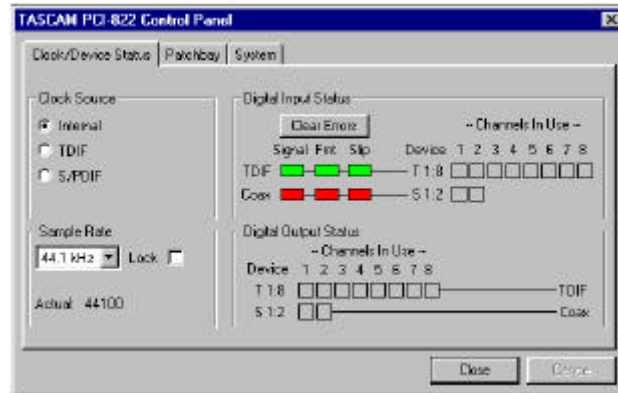 TASCAM PCI-822 Control Panel
Clock/Device Status Patchbay System
Clock Source
Internal
TDIF
S/PDIF
Digital Input Status
Clear Errors -- Channels In Use --
Signal Fmt Slip Device 1 2 3 4 5 6 7 8
TDIF T 1:8
Coax S 1:2
Sample Rate
44.1 kHz Lock
Actual: 44100
Digital Output Status
-- Channels In Use --
Device 1 2 3 4 5 6 7 8
T 1:8 TDIF
S 1:2 Coax
Close